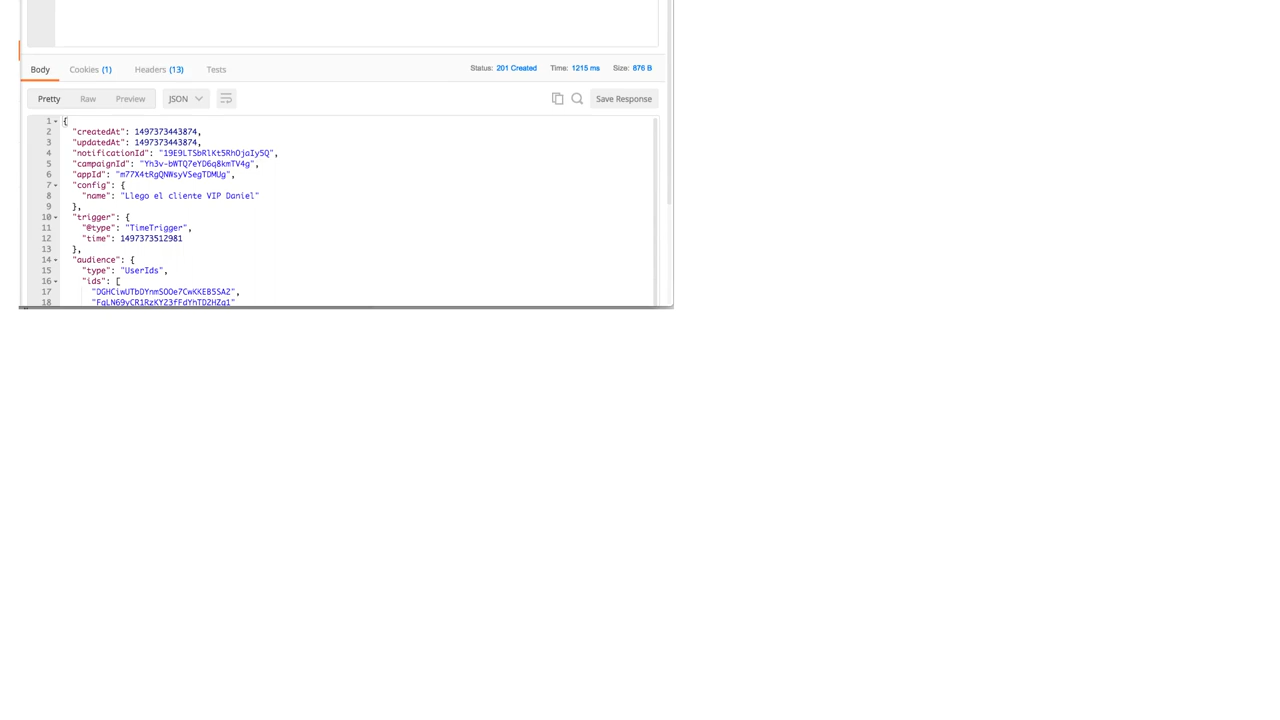 Body Cookies (1) Headers (13) Tests Status: 201 Created Time: 1215 ms Size: 876 B
Pretty Raw Preview JSON Save Response
1 {
2 "createdAt": 1497373443874,
3 "updatedAt": 1497373443874,
4 "notificationId": "19E9LTSbRlKt5RhOjaIy5Q",
5 "campaignId": "Yh3v-bWTQ7eYD6q8kmTV4g",
6 "appId": "m77X4tRgQNWsyVSegTDMUg",
7 "config": {
8 "name": "Llego el cliente VIP Daniel"
9 },
10 "trigger": {
11 "@type": "TimeTrigger",
12 "time": 1497373512981
13 },
14 "audience": {
15 "type": "UserIds",
16 "ids": [
17 "DGHCiwUTbDYnmSOOe7CwKKEB5SA2",
18 "FgLN69yCR1RzKYZ3fFdYhTD2HZq1"